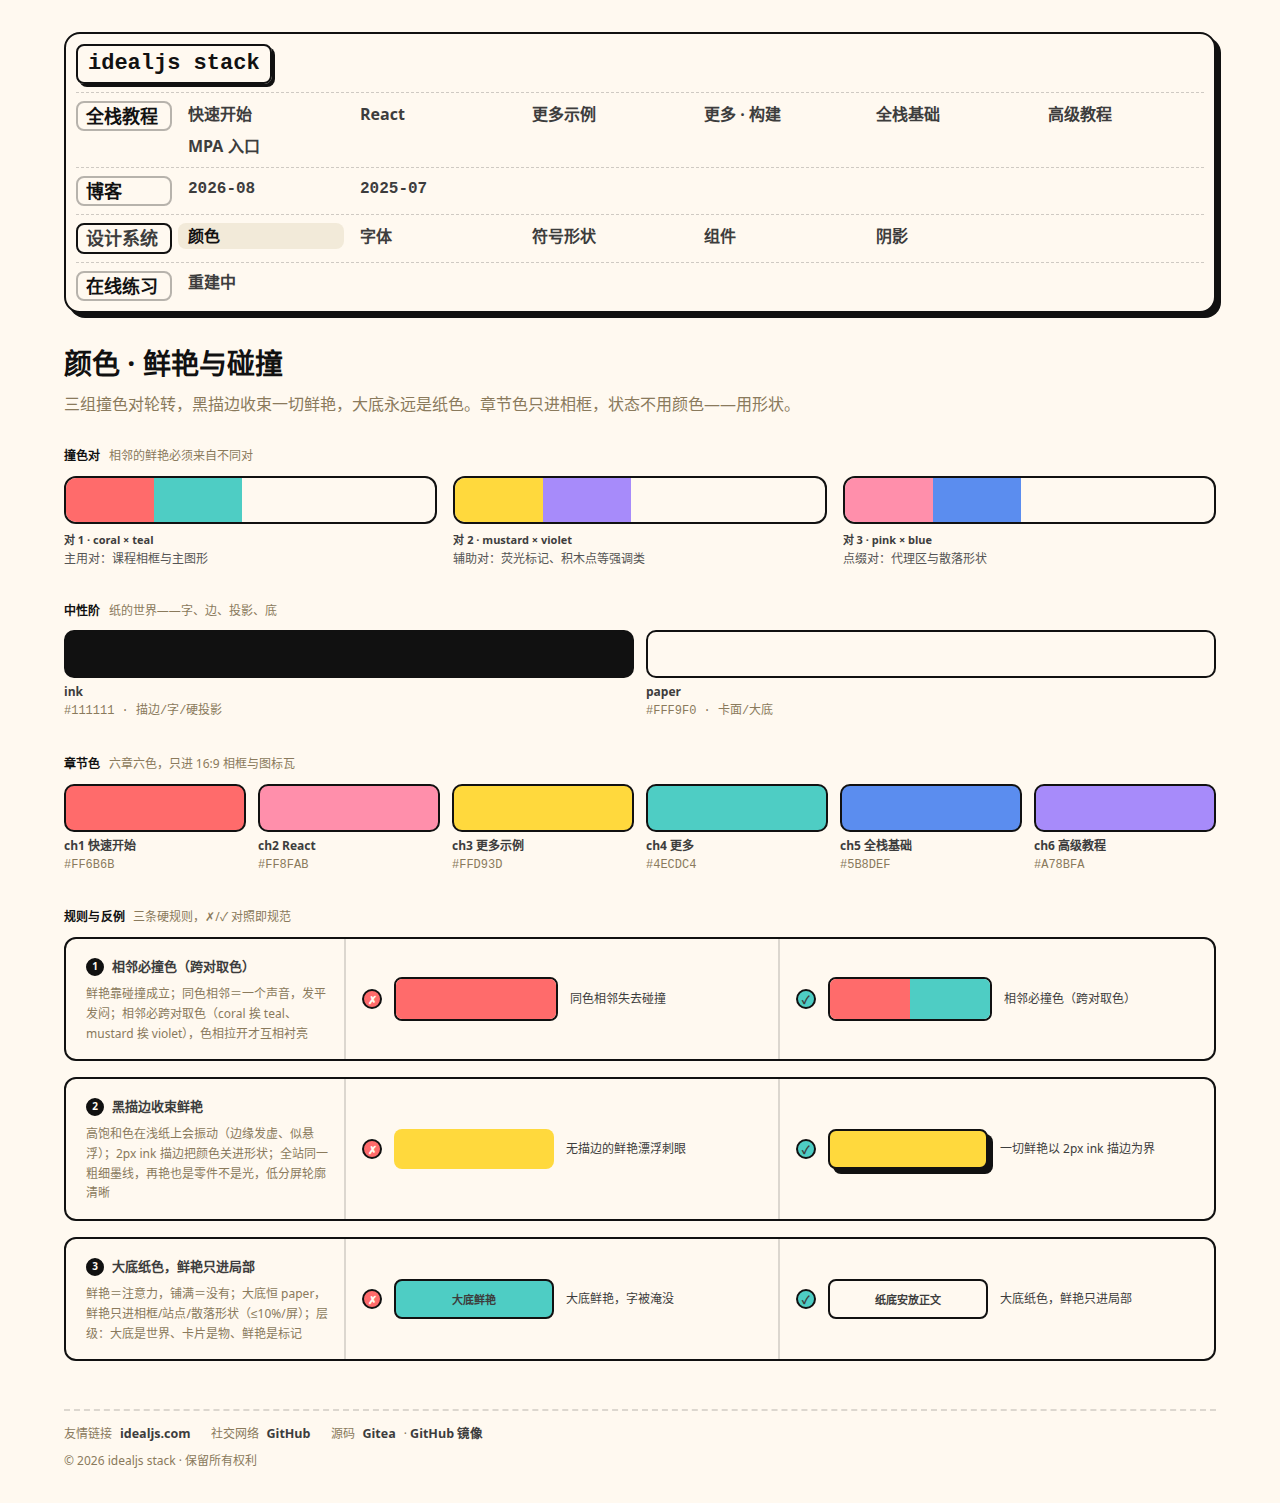 idealjs stack
全栈教程 快速开始 React 更多示例 更多 · 构建 全栈基础 高级教程
MPA 入口
博客 2026-08 2025-07
设计系统 颜色 字体 符号形状 组件 阴影
在线练习 重建中
颜色 · 鲜艳与碰撞
三组撞色对轮转，黑描边收束一切鲜艳，大底永远是纸色。章节色只进相框，状态不用颜色——用形状。
撞色对 相邻的鲜艳必须来自不同对
对 1 · coral × teal
主用对：课程相框与主图形
对 2 · mustard × violet
辅助对：荧光标记、积木点等强调类
对 3 · pink × blue
点缀对：代理区与散落形状
中性阶 纸的世界——字、边、投影、底
ink
#111111 · 描边/字/硬投影
paper
#FFF9F0 · 卡面/大底
章节色 六章六色，只进 16:9 相框与图标瓦
ch1 快速开始
#FF6B6B
ch2 React
#FF8FAB
ch3 更多示例
#FFD93D
ch4 更多
#4ECDC4
ch5 全栈基础
#5B8DEF
ch6 高级教程
#A78BFA
规则与反例 三条硬规则，✗/✓ 对照即规范
1 相邻必撞色（跨对取色）
鲜艳靠碰撞成立；同色相邻＝一个声音，发平
发闷；相邻必跨对取色（coral 挨 teal、
mustard 挨 violet），色相拉开才互相衬亮
✗ 同色相邻失去碰撞
✓ 相邻必撞色（跨对取色）
2 黑描边收束鲜艳
高饱和色在浅纸上会振动（边缘发虚、似悬
浮）；2px ink 描边把颜色关进形状；全站同一
粗细墨线，再艳也是零件不是光，低分屏轮廓
清晰
✗ 无描边的鲜艳漂浮刺眼
✓ 一切鲜艳以 2px ink 描边为界
3 大底纸色，鲜艳只进局部
鲜艳＝注意力，铺满＝没有；大底恒 paper，
鲜艳只进相框/站点/散落形状（≤10%/屏）；层
级：大底是世界、卡片是物、鲜艳是标记
✗ 大底鲜艳 大底鲜艳，字被淹没
✓ 纸底安放正文 大底纸色，鲜艳只进局部
友情链接 idealjs.com 社交网络 GitHub 源码 Gitea · GitHub 镜像
© 2026 idealjs stack · 保留所有权利